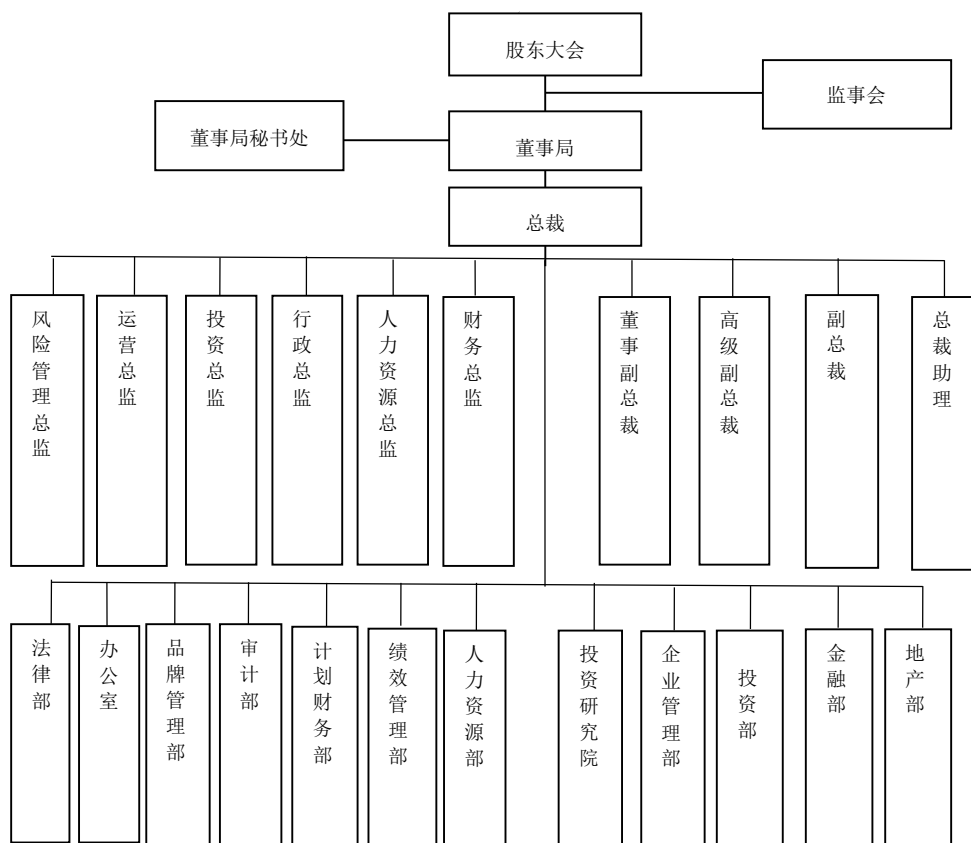 股东大会
监事会
董事局秘书处
董事局
总裁
风险管理总监
运营总监
投资总监
行政总监
人力资源总监
财务总监
董事副总裁
高级副总裁
副总裁
总裁助理
法律部
办公室
品牌管理部
审计部
计划财务部
绩效管理部
人力资源部
投资研究院
企业管理部
投资部
金融部
地产部